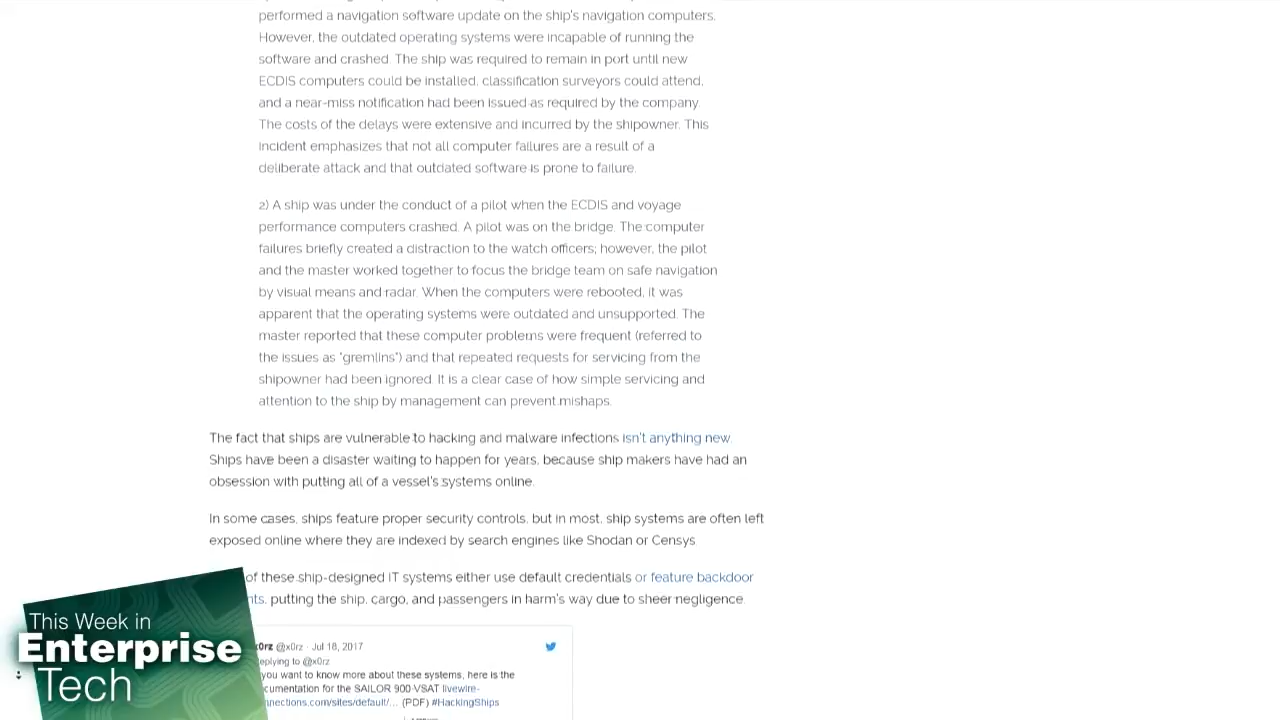 performed a navigation software update on the ship's navigation computers.
However, the outdated operating systems were incapable of running the
software and crashed. The ship was required to remain in port until new
ECDIS computers could be installed, classification surveyors could attend,
and a near-miss notification had been issued as required by the company.
The costs of the delays were extensive and incurred by the shipowner. This
incident emphasizes that not all computer failures are a result of a
deliberate attack and that outdated software is prone to failure.
2) A ship was under the conduct of a pilot when the ECDIS and voyage
performance computers crashed. A pilot was on the bridge. The computer
failures briefly created a distraction to the watch officers; however, the pilot
and the master worked together to focus the bridge team on safe navigation
by visual means and radar. When the computers were rebooted, it was
apparent that the operating systems were outdated and unsupported. The
master reported that these computer problems were frequent (referred to
the issues as "gremlins") and that repeated requests for servicing from the
shipowner had been ignored. It is a clear case of how simple servicing and
attention to the ship by management can prevent mishaps.
The fact that ships are vulnerable to hacking and malware infections isn't anything new.
Ships have been a disaster waiting to happen for years, because ship makers have had an
obsession with putting all of a vessel's systems online.
In some cases, ships feature proper security controls, but in most, ship systems are often left
exposed online where they are indexed by search engines like Shodan or Censys.
of these ship-designed IT systems either use default credentials or feature backdoor
nts, putting the ship, cargo, and passengers in harm's way due to sheer negligence.
x0rz @x0rz · Jul 18, 2017
eplying to @x0rz
you want to know more about these systems, here is the
cumentation for the SAILOR 900 VSAT livewire-
nnections.com/sites/default/... (PDF) #HackingShips
This Week in
Enterprise
Tech